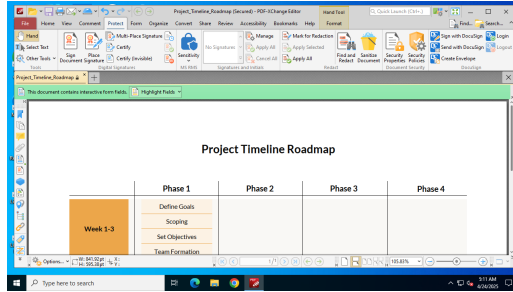 Project_Timeline_Roadmap (Secured) - PDF-XChange Editor
Hand Tool
Quick Launch (Ctrl+.)
File Home View Comment Protect Form Organize Convert Share Review Accessibility Bookmarks Help Format
Find... Search...
Hand
Select Text
Other Tools
Tools
Sign Document
Place Signature
Multi-Place Signature
Certify
Certify (Invisible)
Digital Signatures
Sensitivity
MS RMS
No Signatures
Manage
Apply All
Cancel All
Signatures and Initials
Mark for Redaction
Apply Selected
Apply All
Find and Redact
Sanitize Document
Redact
Security Properties
Security Policies
Document Security
Sign with DocuSign
Send with DocuSign
Create Envelope
Login
Logout
DocuSign
Project_Timeline_Roadmap
This document contains interactive form fields.
Highlight Fields
Project Timeline Roadmap
Phase 1 Phase 2 Phase 3 Phase 4
Week 1-3
Define Goals
Scoping
Set Objectives
Team Formation
Options...
W: 841.92pt
H: 595.38pt
X:
Y:
1/1
105.83%
Type here to search
5:11 AM
4/24/2025